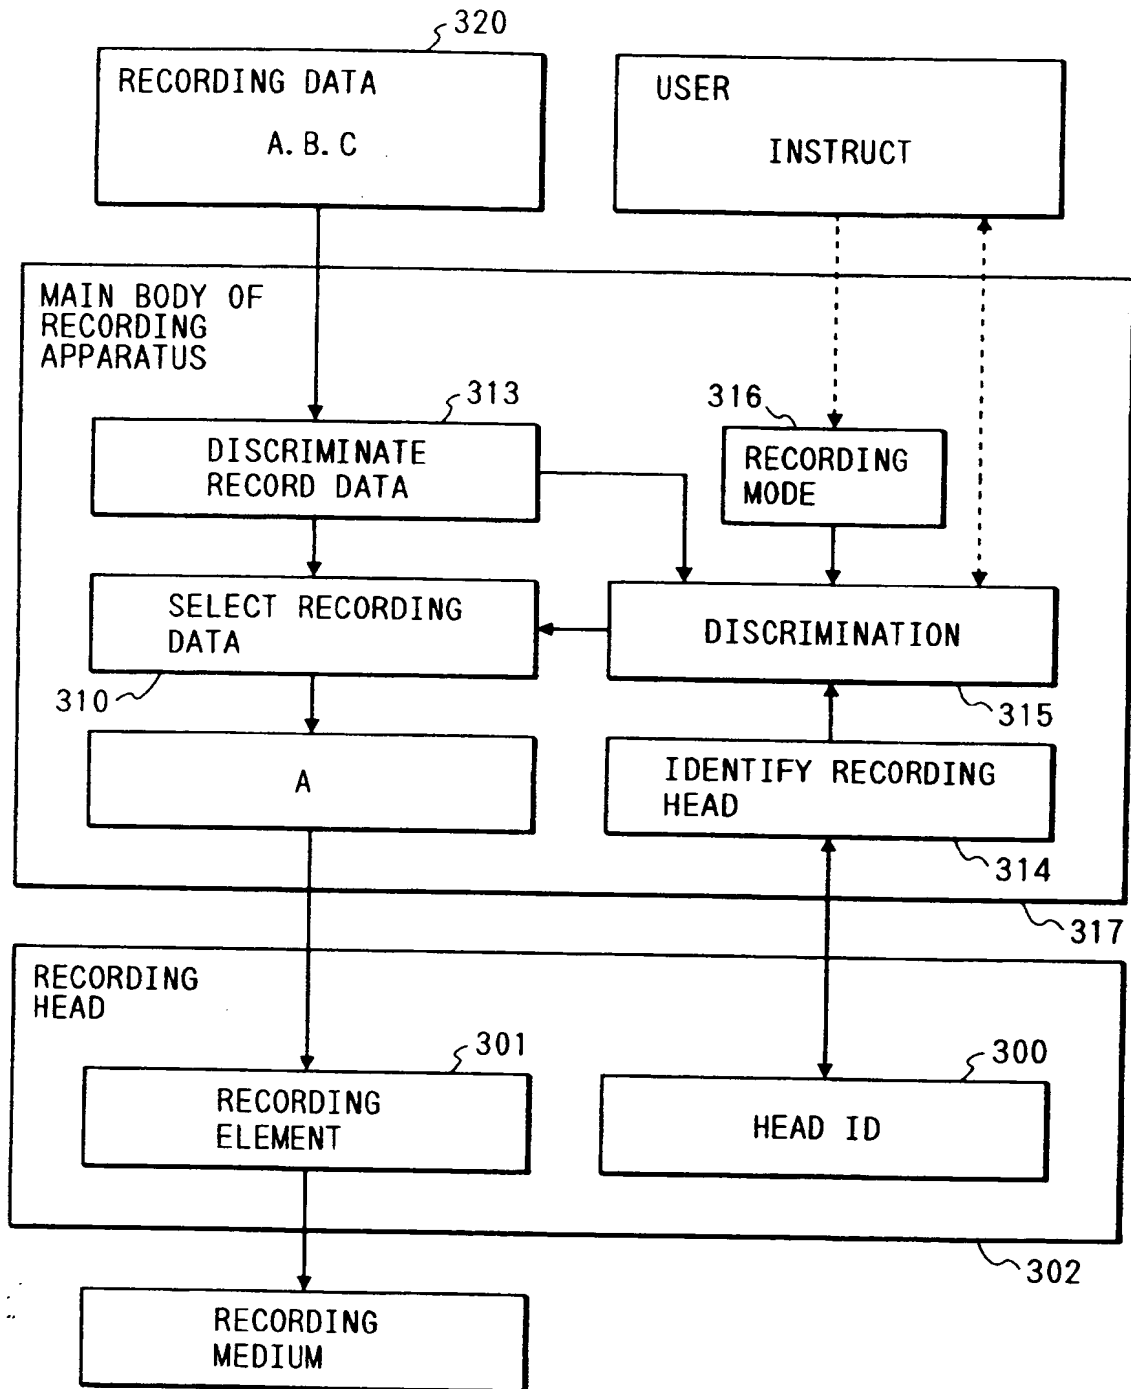 320
RECORDING DATA
A.B.C
USER
INSTRUCT
MAIN BODY OF
RECORDING
APPARATUS
313
DISCRIMINATE
RECORD DATA
316
RECORDING
MODE
SELECT RECORDING
DATA
310
DISCRIMINATION
315
A
IDENTIFY RECORDING
HEAD
314
317
RECORDING
HEAD
301
RECORDING
ELEMENT
300
HEAD ID
302
RECORDING
MEDIUM